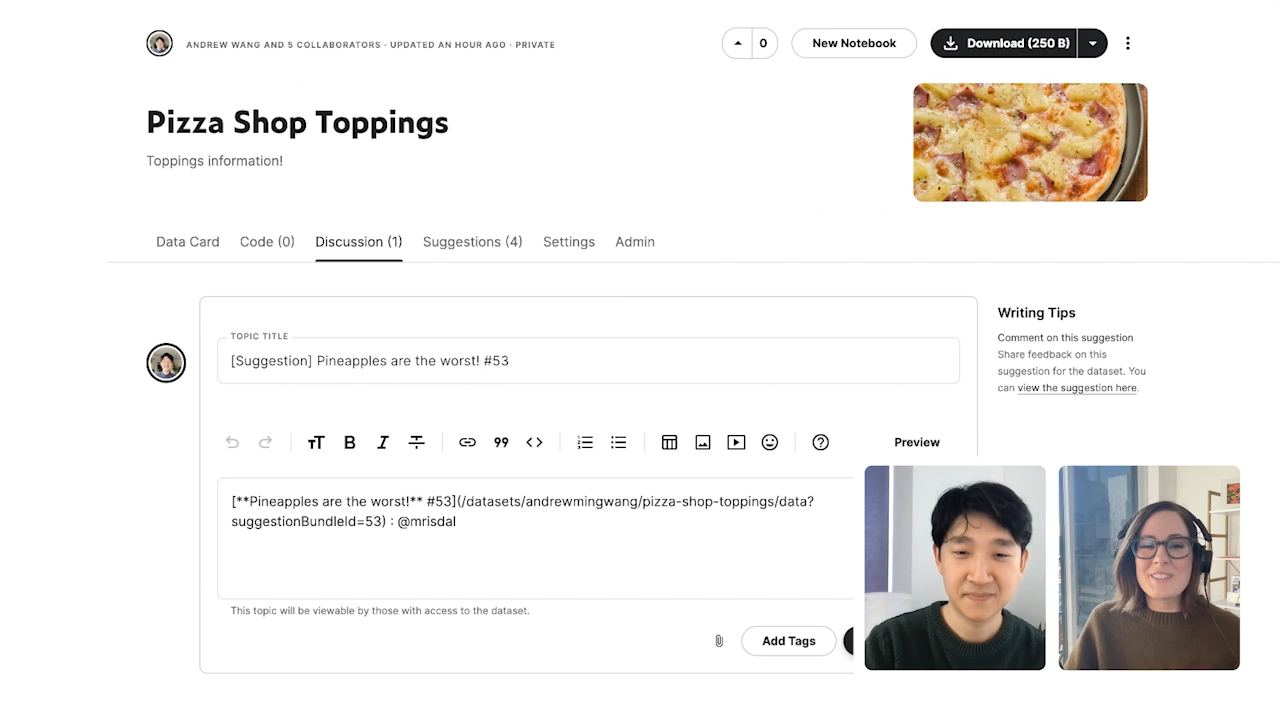 ANDREW WANG AND 5 COLLABORATORS · UPDATED AN HOUR AGO · PRIVATE
0
New Notebook
Download (250 B)
Pizza Shop Toppings
Toppings information!
Data Card
Code (0)
Discussion (1)
Suggestions (4)
Settings
Admin
TOPIC TITLE
[Suggestion] Pineapples are the worst! #53
Preview
[**Pineapples are the worst!** #53](/datasets/andrewmingwang/pizza-shop-toppings/data?
suggestionBundleId=53) : @mrisdal
This topic will be viewable by those with access to the dataset.
Add Tags
Writing Tips
Comment on this suggestion
Share feedback on this
suggestion for the dataset. You
can view the suggestion here.